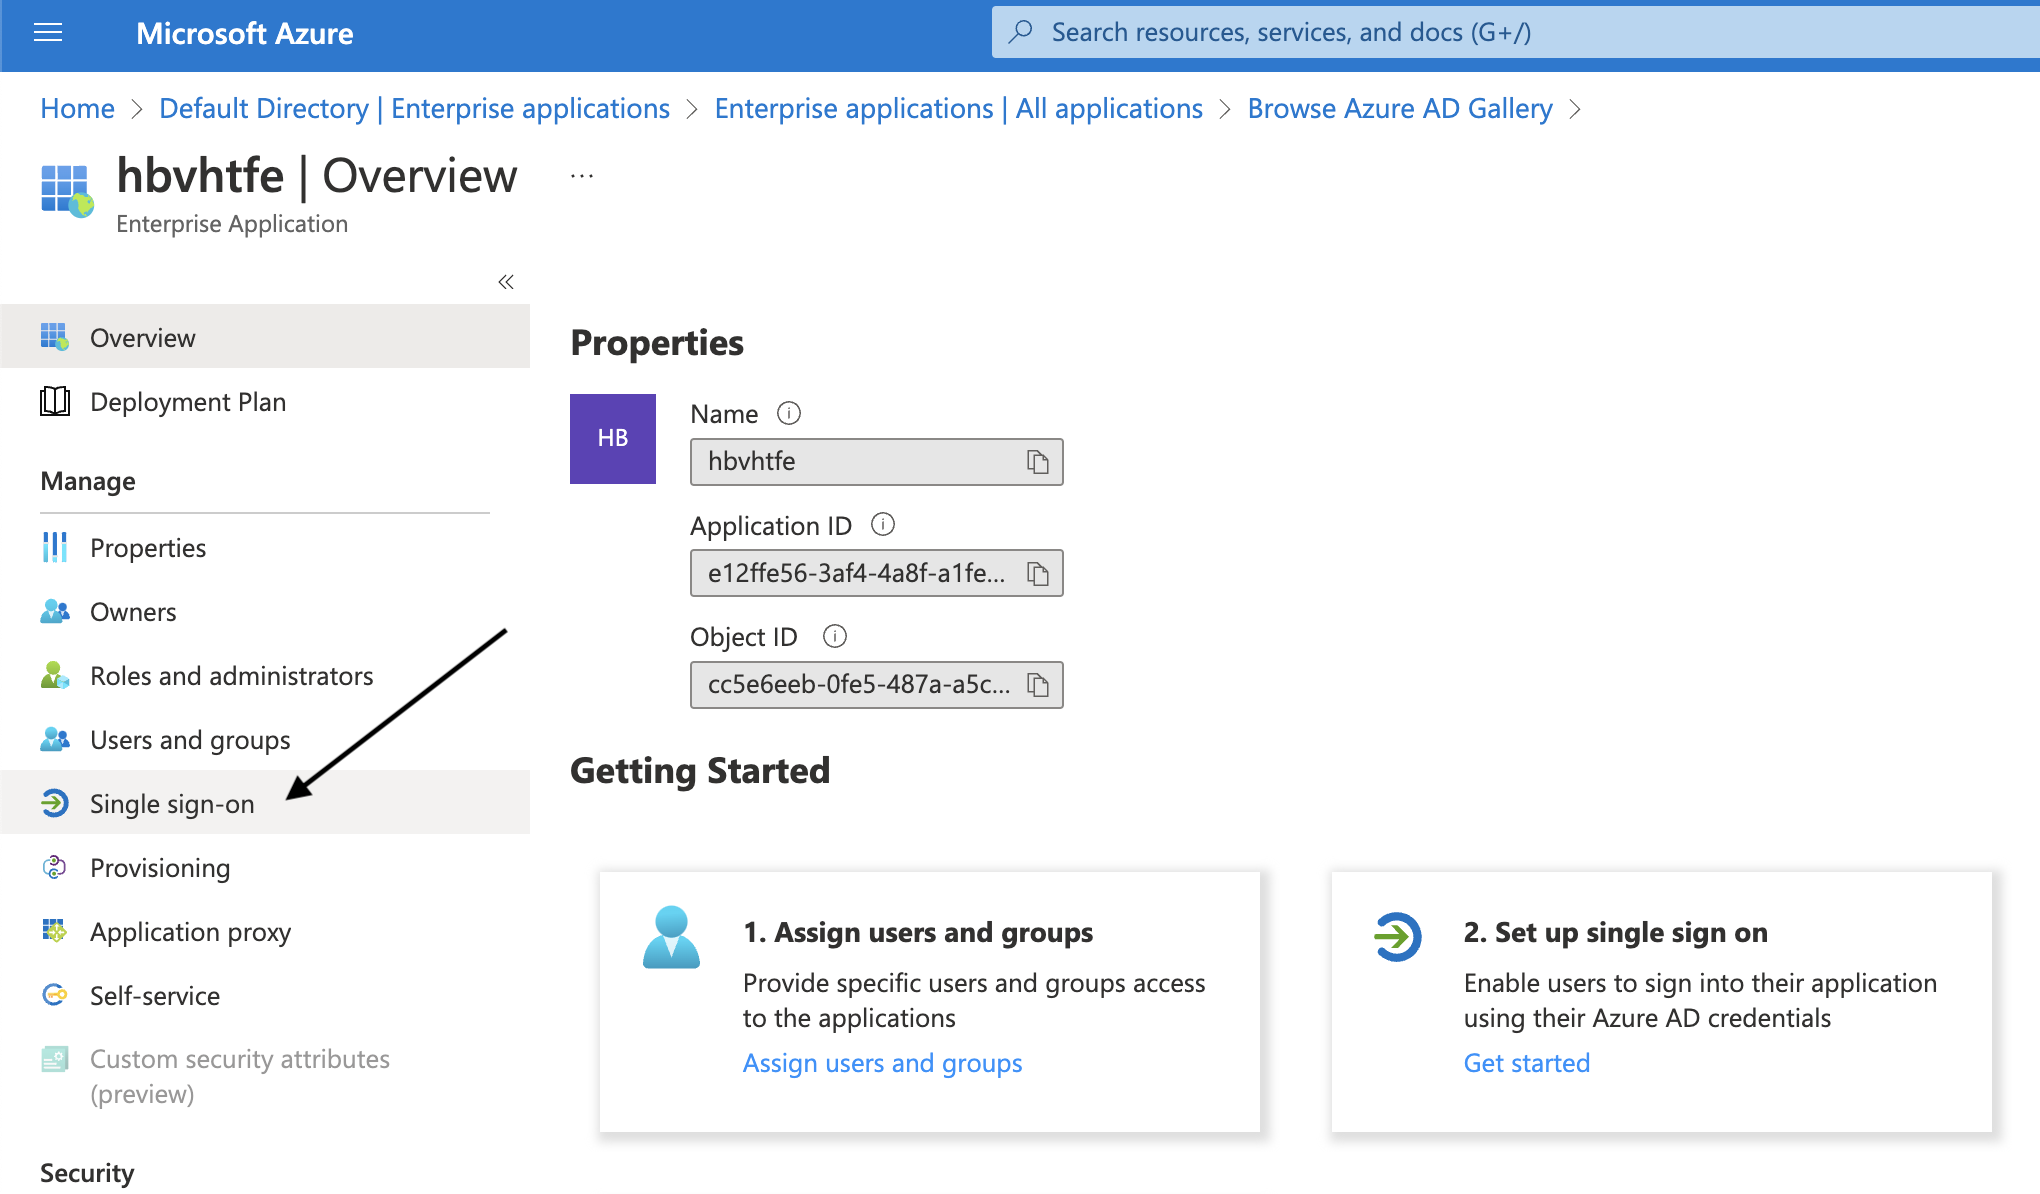 Microsoft Azure
Search resources, services, and docs (G+/)
Home > Default Directory | Enterprise applications > Enterprise applications | All applications > Browse Azure AD Gallery >
hbvhtfe | Overview ...
Enterprise Application
«
Overview
Deployment Plan
Manage
Properties
Owners
Roles and administrators
Users and groups
Single sign-on
Provisioning
Application proxy
Self-service
Custom security attributes
(preview)
Security
Properties
HB
Name
hbvhtfe
Application ID
e12ffe56-3af4-4a8f-a1fe...
Object ID
cc5e6eeb-0fe5-487a-a5c...
Getting Started
1. Assign users and groups
Provide specific users and groups access
to the applications
Assign users and groups
2. Set up single sign on
Enable users to sign into their application
using their Azure AD credentials
Get started